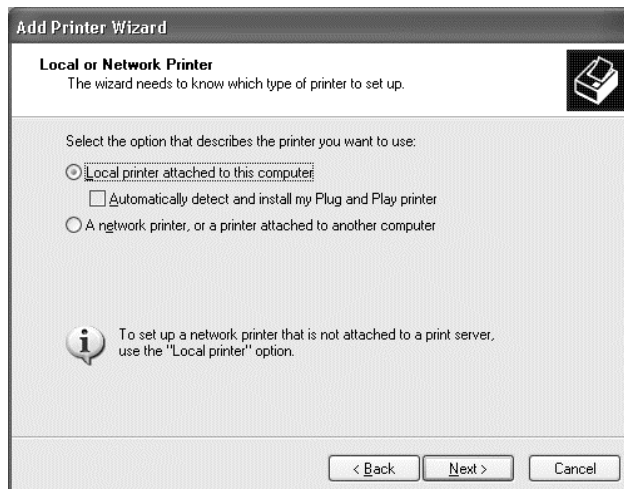 Add Printer Wizard
Local or Network Printer
The wizard needs to know which type of printer to set up.
Select the option that describes the printer you want to use:
Local printer attached to this computer
Automatically detect and install my Plug and Play printer
A network printer, or a printer attached to another computer
To set up a network printer that is not attached to a print server,
use the "Local printer" option.
< Back Next > Cancel